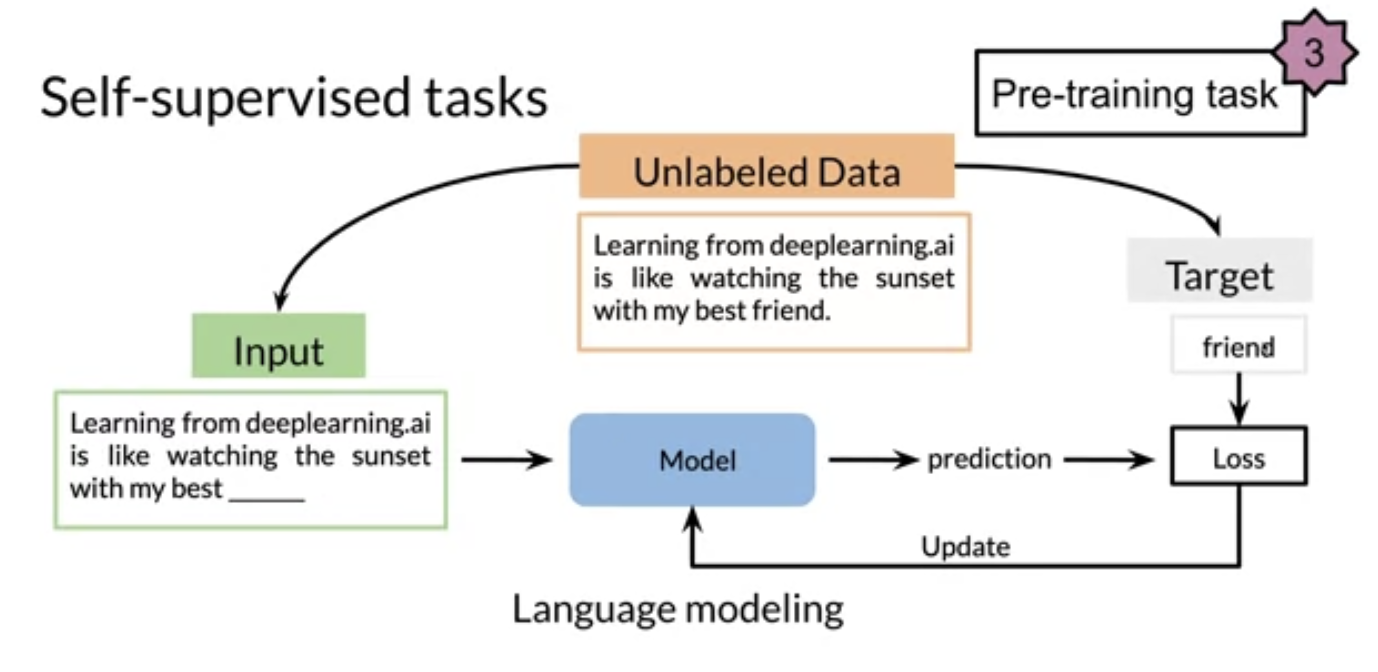 3
Self-supervised tasks
Pre-training task
Unlabeled Data
Learning from deeplearning.ai
is like watching the sunset
with my best friend.
Target
friend
Input
Learning from deeplearning.ai
is like watching the sunset
with my best _____
Model
prediction
Loss
Update
Language modeling